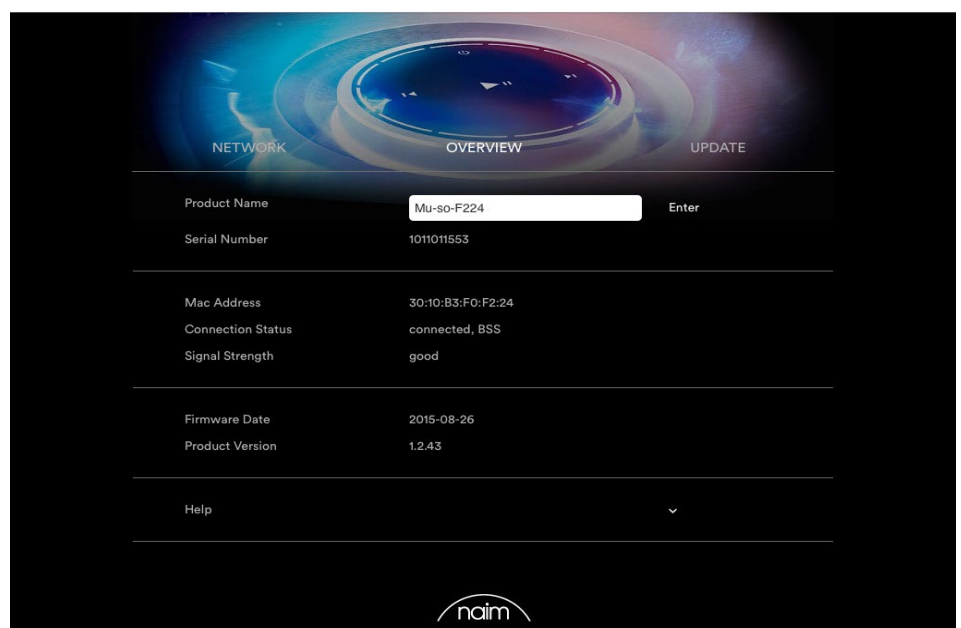 NETWORK OVERVIEW UPDATE
Product Name Mu-so-F224 Enter
Serial Number 1011011553
Mac Address 30:10:B3:F0:F2:24
Connection Status connected, BSS
Signal Strength good
Firmware Date 2015-08-26
Product Version 1.2.43
Help
naim